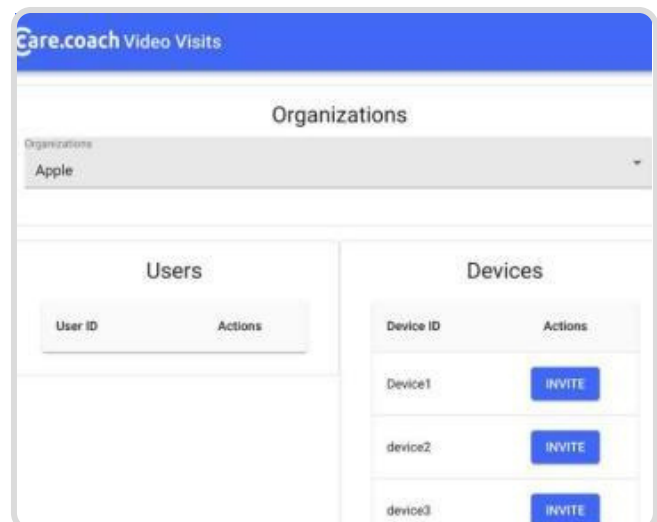 care.coach Video Visits
Organizations
Organizations
Apple
Users
User ID Actions
Devices
Device ID Actions
Device1 INVITE
device2 INVITE
device3 INVITE